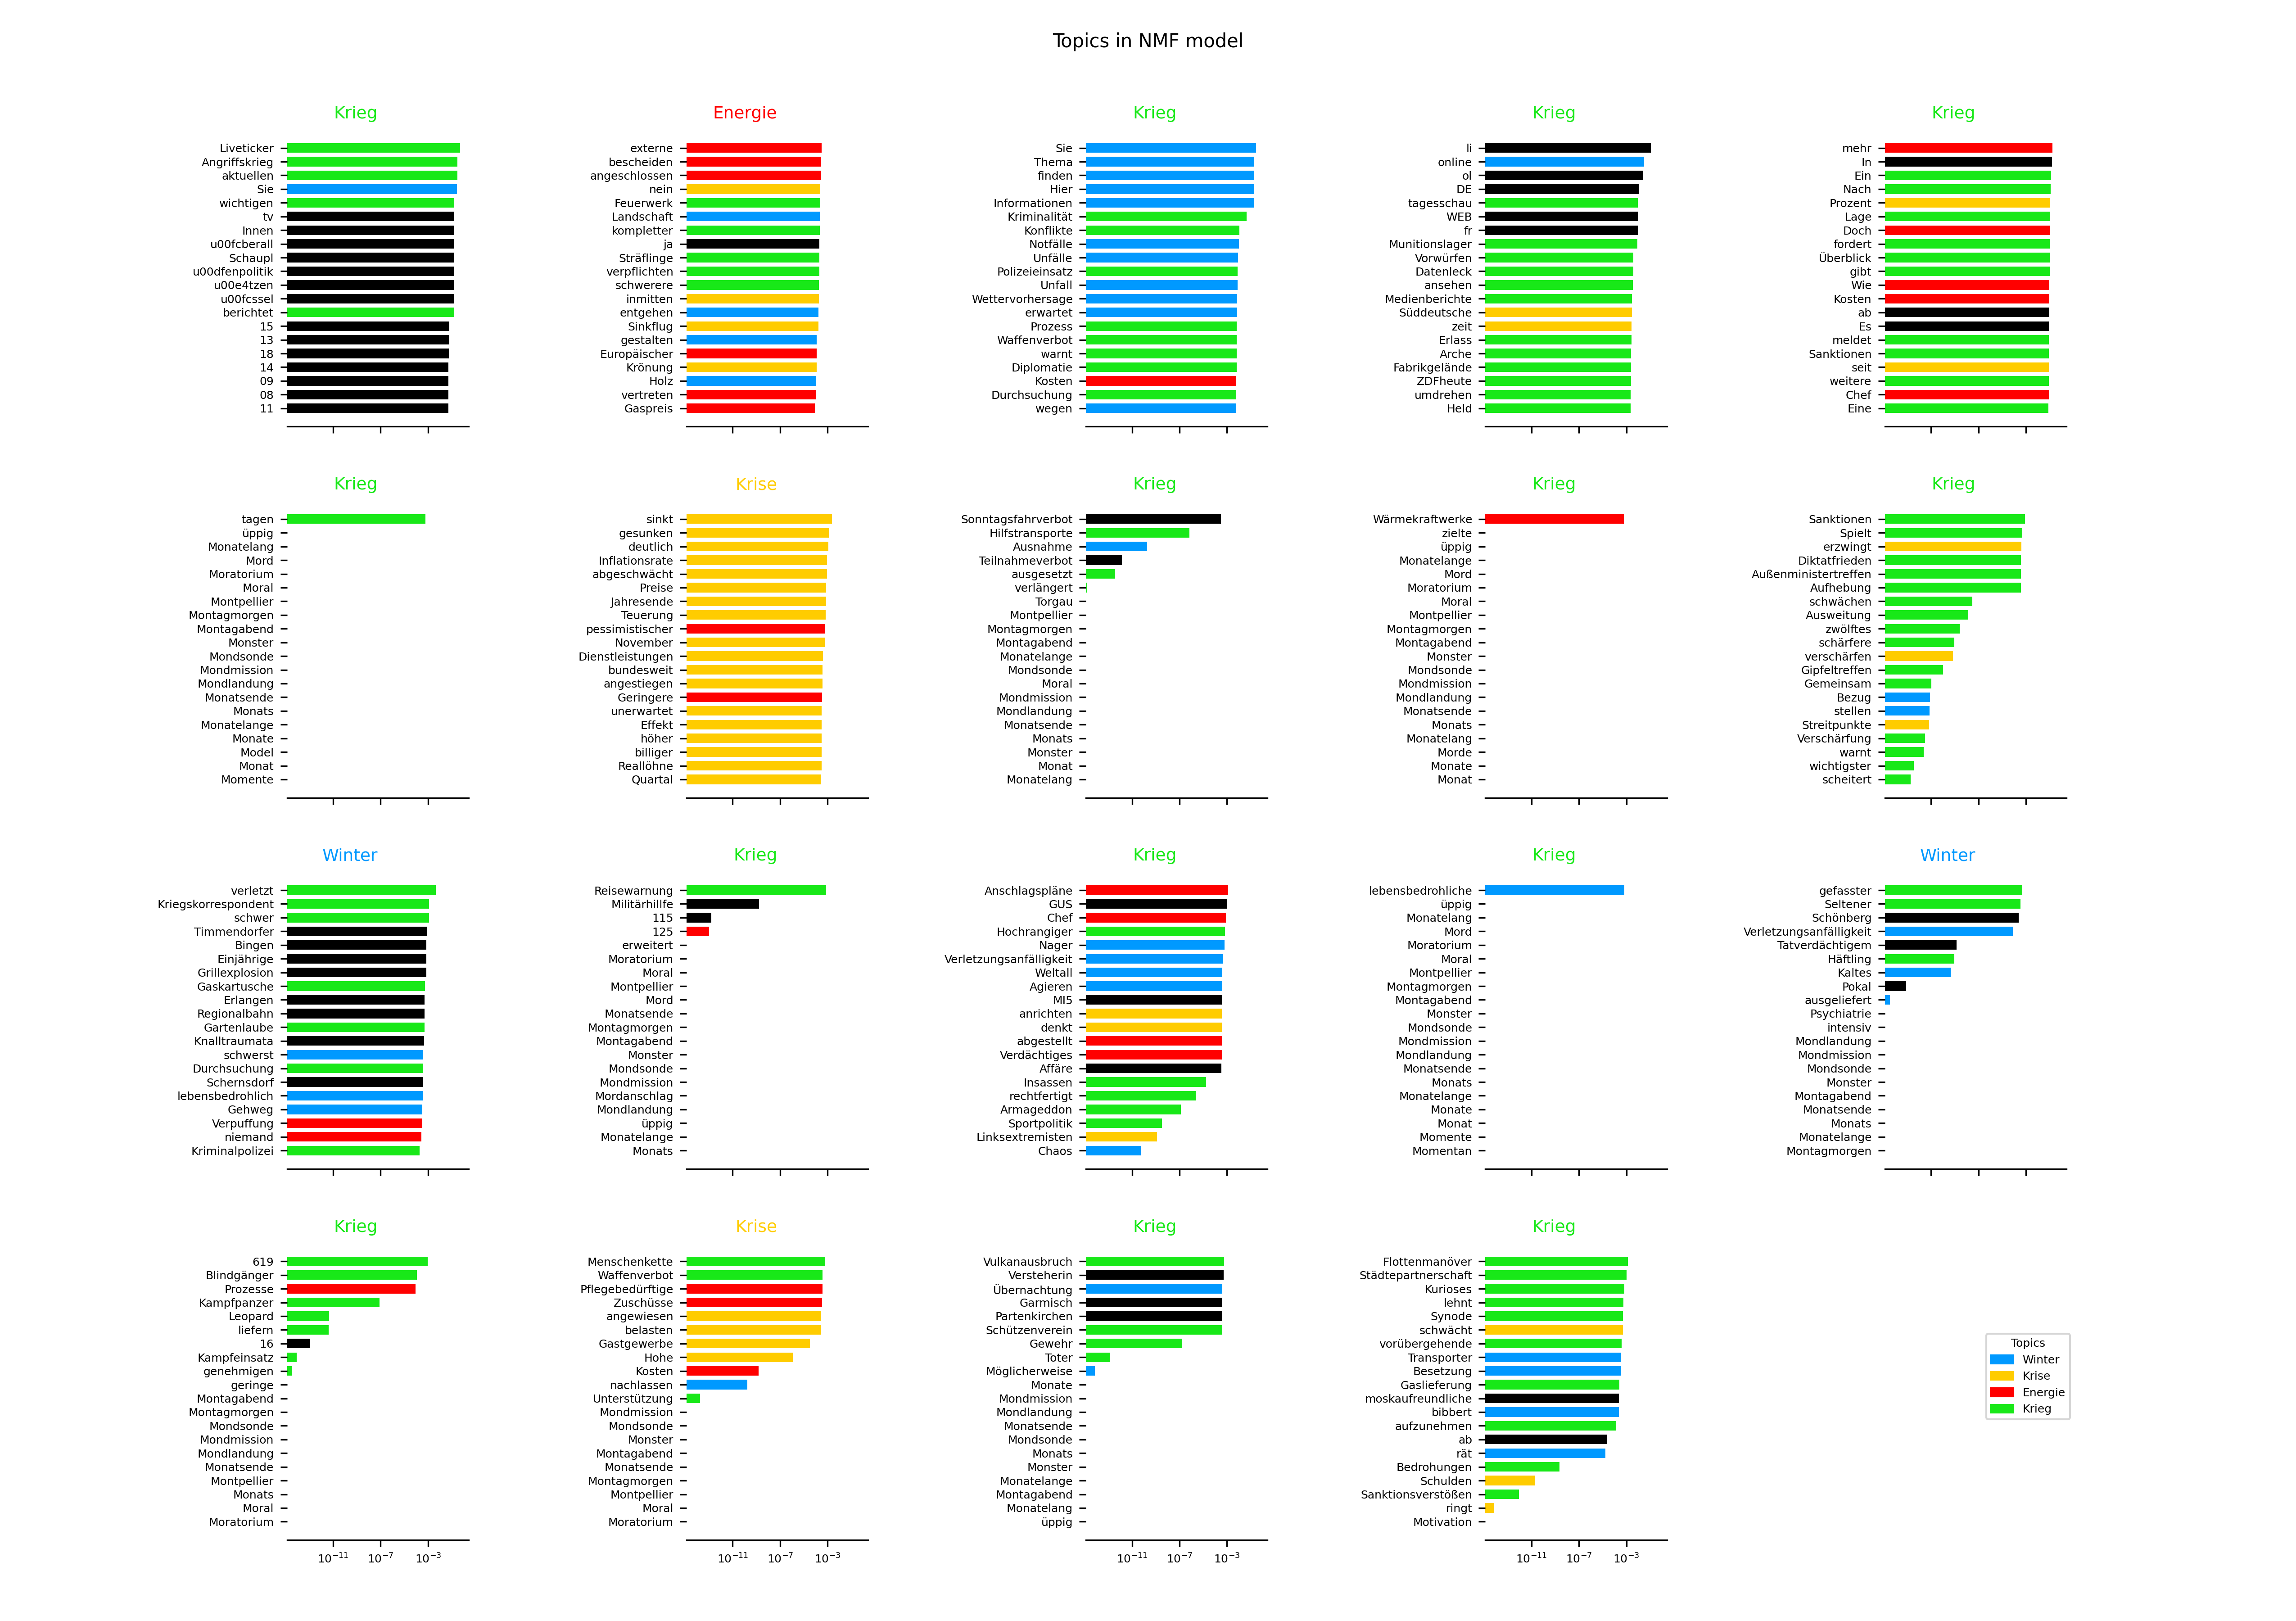 Topics in NMF model
Krieg
Liveticker
Angriffskrieg
aktuellen
Sie
wichtigen
tv
Innen
u00fcberall
Schaupl
u00dfenpolitik
u00e4tzen
u00fcssel
berichtet
15
13
18
14
09
08
11
Energie
externe
bescheiden
angeschlossen
nein
Feuerwerk
Landschaft
kompletter
ja
Sträflinge
verpflichten
schwerere
inmitten
entgehen
Sinkflug
gestalten
Europäischer
Krönung
Holz
vertreten
Gaspreis
Krieg
Sie
Thema
finden
Hier
Informationen
Kriminalität
Konflikte
Notfälle
Unfälle
Polizeieinsatz
Unfall
Wettervorhersage
erwartet
Prozess
Waffenverbot
warnt
Diplomatie
Kosten
Durchsuchung
wegen
Krieg
li
online
ol
DE
tagesschau
WEB
fr
Munitionslager
Vorwürfen
Datenleck
ansehen
Medienberichte
Süddeutsche
zeit
Erlass
Arche
Fabrikgelände
ZDFheute
umdrehen
Held
Krieg
mehr
In
Ein
Nach
Prozent
Lage
Doch
fordert
Überblick
gibt
Wie
Kosten
ab
Es
meldet
Sanktionen
seit
weitere
Chef
Eine
Krieg
tagen
üppig
Monatelang
Mord
Moratorium
Moral
Montpellier
Montagmorgen
Montagabend
Monster
Mondsonde
Mondmission
Mondlandung
Monatsende
Monats
Monatelange
Monate
Model
Monat
Momente
Krise
sinkt
gesunken
deutlich
Inflationsrate
abgeschwächt
Preise
Jahresende
Teuerung
pessimistischer
November
Dienstleistungen
bundesweit
angestiegen
Geringere
unerwartet
Effekt
höher
billiger
Reallöhne
Quartal
Krieg
Sonntagsfahrverbot
Hilfstransporte
Ausnahme
Teilnahmeverbot
ausgesetzt
verlängert
Torgau
Montpellier
Montagmorgen
Montagabend
Monatelange
Mondsonde
Moral
Mondmission
Mondlandung
Monatsende
Monats
Monster
Monat
Monatelang
Krieg
Wärmekraftwerke
zielte
üppig
Monatelange
Mord
Moratorium
Moral
Montpellier
Montagmorgen
Montagabend
Monster
Mondsonde
Mondmission
Mondlandung
Monatsende
Monats
Monatelang
Morde
Monate
Monat
Krieg
Sanktionen
Spielt
erzwingt
Diktatfrieden
Außenministertreffen
Aufhebung
schwächen
Ausweitung
zwölftes
schärfere
verschärfen
Gipfeltreffen
Gemeinsam
Bezug
stellen
Streitpunkte
Verschärfung
warnt
wichtigster
scheitert
Winter
verletzt
Kriegskorrespondent
schwer
Timmendorfer
Bingen
Einjährige
Grillexplosion
Gaskartusche
Erlangen
Regionalbahn
Gartenlaube
Knalltraumata
schwerst
Durchsuchung
Schernsdorf
lebensbedrohlich
Gehweg
Verpuffung
niemand
Kriminalpolizei
Krieg
Reisewarnung
Militärhillfe
115
125
erweitert
Moratorium
Moral
Montpellier
Mord
Monatsende
Montagmorgen
Montagabend
Monster
Mondsonde
Mondmission
Mordanschlag
Mondlandung
üppig
Monatelange
Monats
Krieg
Anschlagspläne
GUS
Chef
Hochrangiger
Nager
Verletzungsanfälligkeit
Weltall
Agieren
MI5
anrichten
denkt
abgestellt
Verdächtiges
Affäre
Insassen
rechtfertigt
Armageddon
Sportpolitik
Linksextremisten
Chaos
Krieg
lebensbedrohliche
üppig
Monatelang
Mord
Moratorium
Moral
Montpellier
Montagmorgen
Montagabend
Monster
Mondsonde
Mondmission
Mondlandung
Monatsende
Monats
Monatelange
Monate
Monat
Momente
Momentan
Winter
gefasster
Seltener
Schönberg
Verletzungsanfälligkeit
Tatverdächtigem
Häftling
Kaltes
Pokal
ausgeliefert
Psychiatrie
intensiv
Mondlandung
Mondmission
Mondsonde
Monster
Montagabend
Monatsende
Monats
Monatelange
Montagmorgen
Krieg
619
Blindgänger
Prozesse
Kampfpanzer
Leopard
liefern
16
Kampfeinsatz
genehmigen
geringe
Montagabend
Montagmorgen
Mondsonde
Mondmission
Mondlandung
Monatsende
Montpellier
Monats
Moral
Moratorium
10⁻¹¹ 10⁻⁷ 10⁻³
Krise
Menschenkette
Waffenverbot
Pflegebedürftige
Zuschüsse
angewiesen
belasten
Gastgewerbe
Hohe
Kosten
nachlassen
Unterstützung
Mondmission
Mondsonde
Monster
Montagabend
Monatsende
Montagmorgen
Montpellier
Moral
Moratorium
10⁻¹¹ 10⁻⁷ 10⁻³
Krieg
Vulkanausbruch
Versteherin
Übernachtung
Garmisch
Partenkirchen
Schützenverein
Gewehr
Toter
Möglicherweise
Monate
Mondmission
Mondlandung
Monatsende
Mondsonde
Monats
Monster
Monatelange
Montagabend
Monatelang
üppig
10⁻¹¹ 10⁻⁷ 10⁻³
Krieg
Flottenmanöver
Städtepartnerschaft
Kurioses
lehnt
Synode
schwächt
vorübergehende
Transporter
Besetzung
Gaslieferung
moskaufreundliche
bibbert
aufzunehmen
ab
rät
Bedrohungen
Schulden
Sanktionsverstößen
ringt
Motivation
10⁻¹¹ 10⁻⁷ 10⁻³
Topics
Winter
Krise
Energie
Krieg